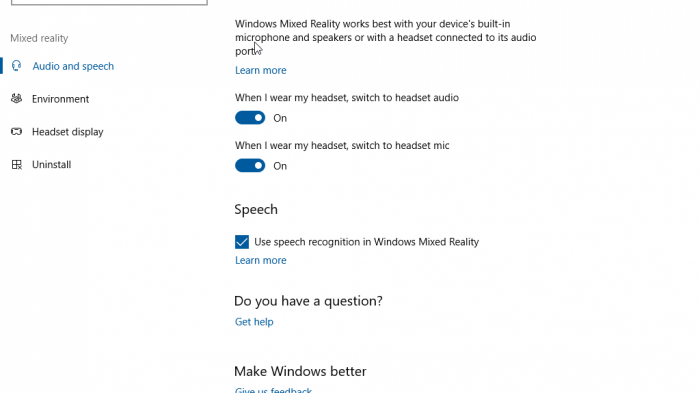 Windows Mixed Reality works best with your device's built-in
microphone and speakers or with a headset connected to its audio
port.
Mixed reality
Audio and speech
Environment
Headset display
Uninstall
Learn more
When I wear my headset, switch to headset audio
On
When I wear my headset, switch to headset mic
On
Speech
Use speech recognition in Windows Mixed Reality
Learn more
Do you have a question?
Get help
Make Windows better
Give us feedback